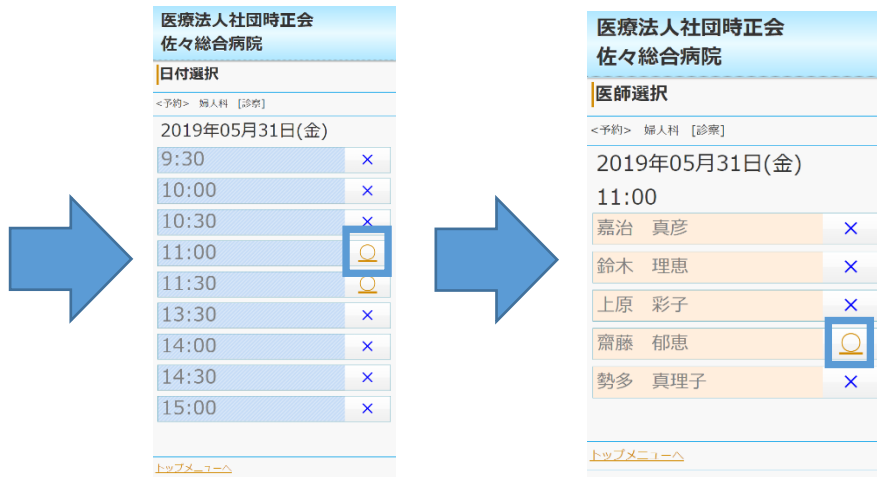 医療法人社団時正会
佐々総合病院
日付選択
<予約> 婦人科 [診察]
2019年05月31日(金)
9:30 ×
10:00 ×
10:30 ×
11:00 ○
11:30 ○
13:30 ×
14:00 ×
14:30 ×
15:00 ×
トップメニューへ
医療法人社団時正会
佐々総合病院
医師選択
<予約> 婦人科 [診察]
2019年05月31日(金)
11:00
嘉治 真彦 ×
鈴木 理恵 ×
上原 彩子 ×
齋藤 郁恵 ○
勢多 真理子 ×
トップメニューへ